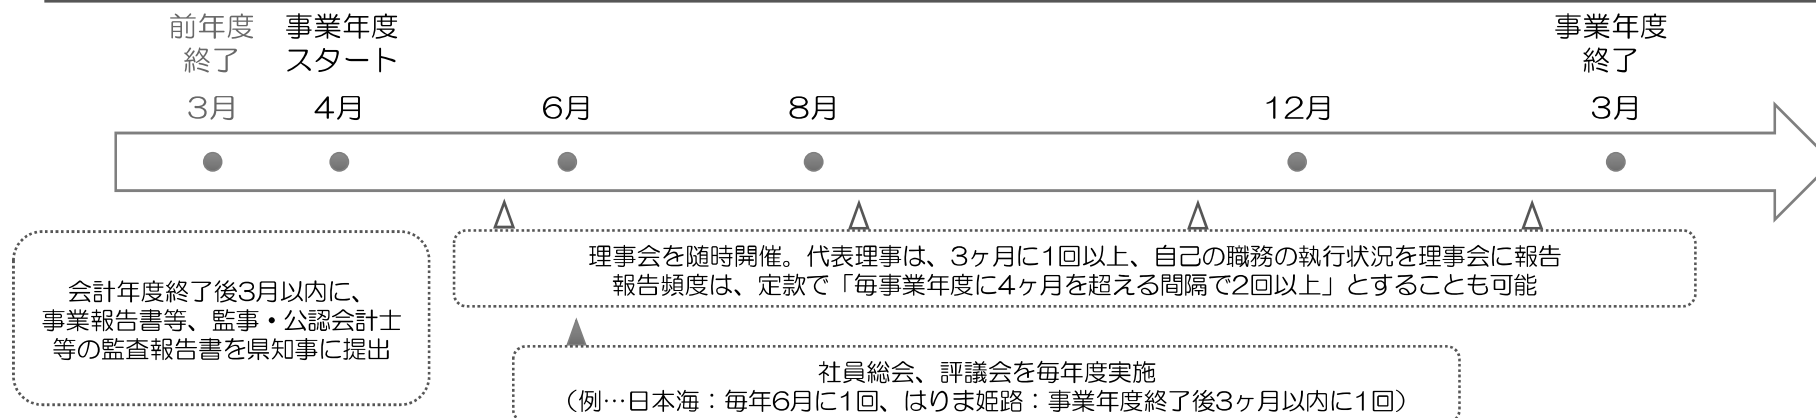 前年度
終了
事業年度
スタート
事業年度
終了
3月
4月
6月
8月
12月
3月
理事会を随時開催。代表理事は、3ヶ月に1回以上、自己の職務の執行状況を理事会に報告
報告頻度は、定款で「毎事業年度に4ヶ月を超える間隔で2回以上」とすることも可能
会計年度終了後3月以内に、
事業報告書等、監事・公認会計士
等の監査報告書を県知事に提出
社員総会、評議会を毎年度実施
（例…日本海：毎年6月に1回、はりま姫路：事業年度終了後3ヶ月以内に1回）